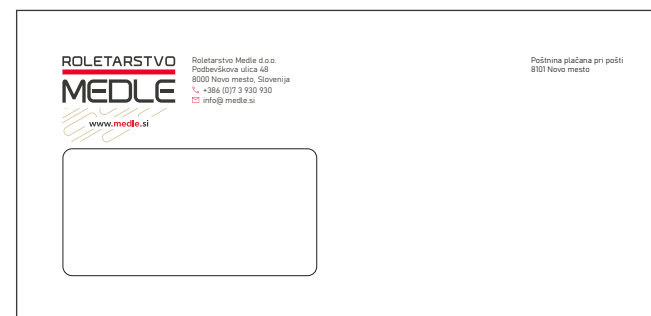 ROLETARSTVO
MEDLE
www.medle.si
Roletarstvo Medle d.o.o.
Podbevškova ulica 48
8000 Novo mesto, Slovenija
+386 (0)7 3 930 930
info@ medle.si
Poštnina plačana pri pošti
8101 Novo mesto